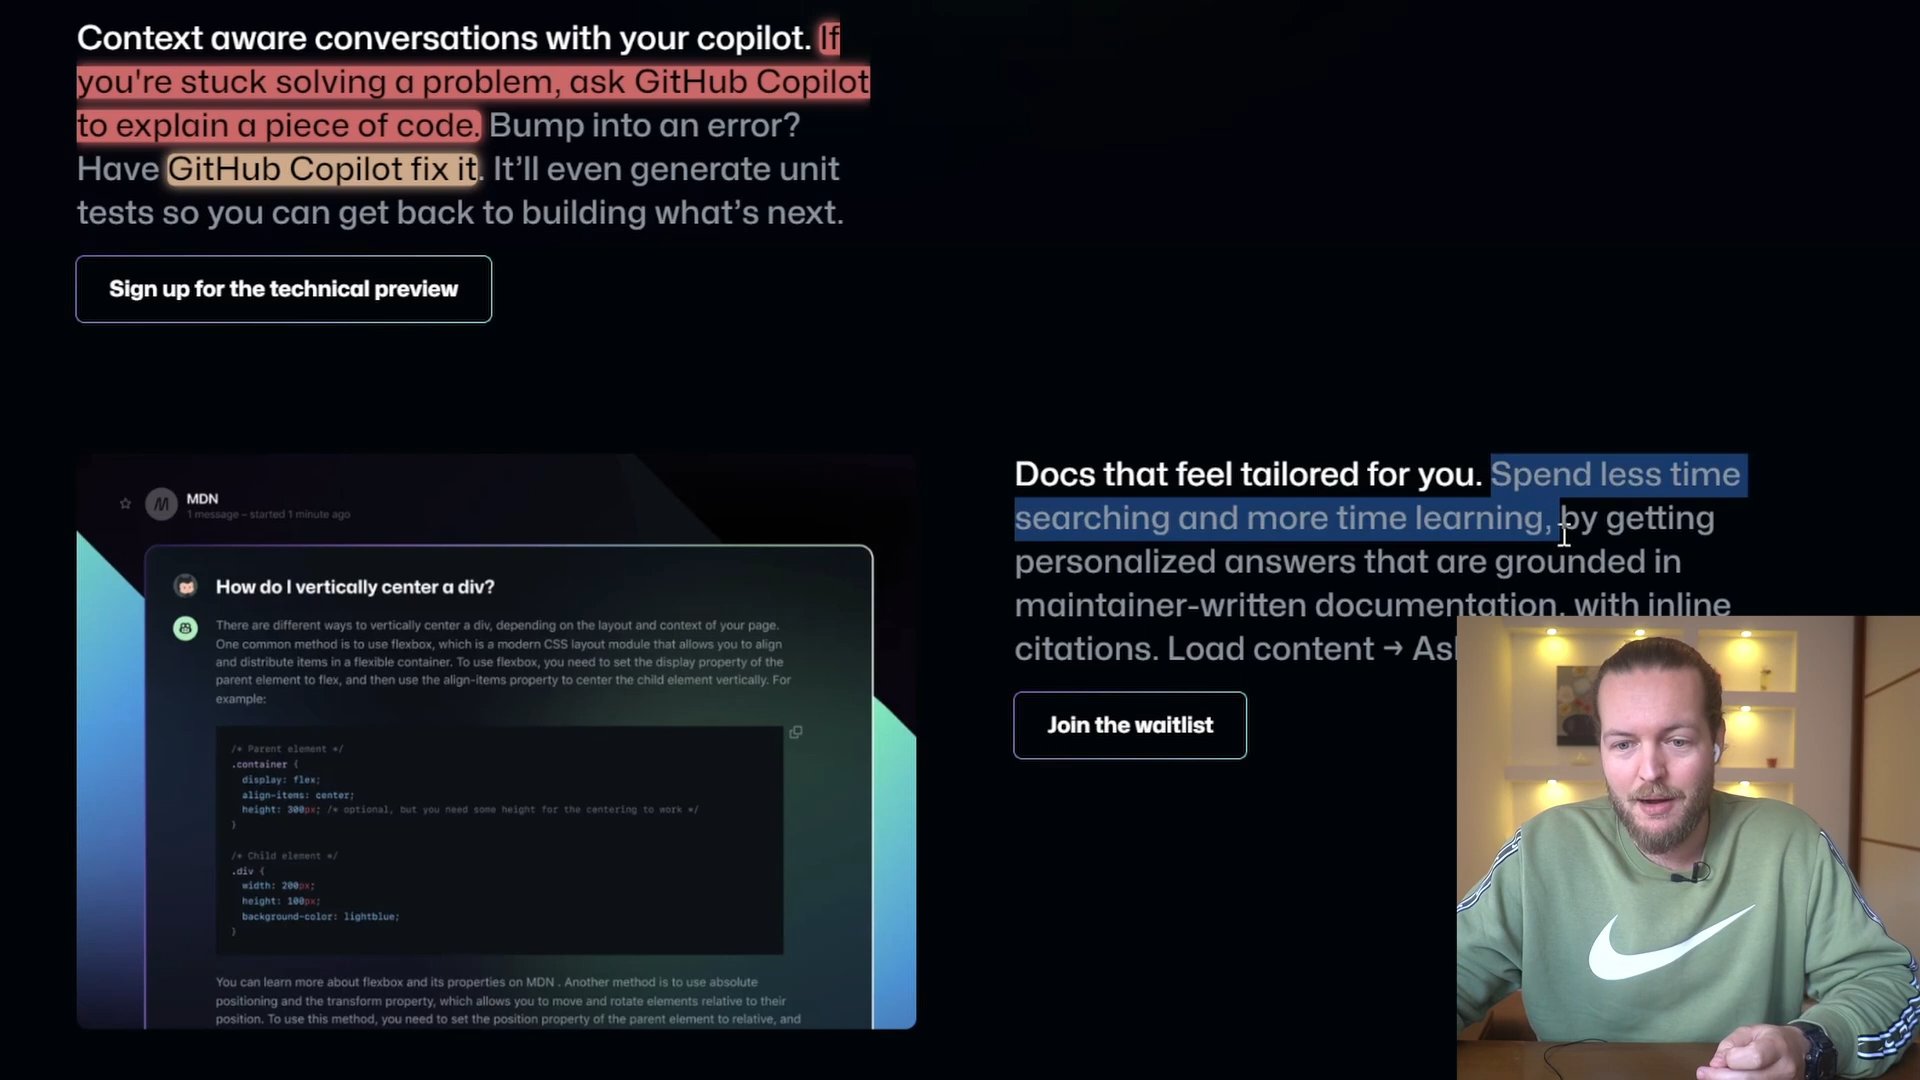 Context aware conversations with your copilot. If
you're stuck solving a problem, ask GitHub Copilot
to explain a piece of code. Bump into an error?
Have GitHub Copilot fix it. It’ll even generate unit
tests so you can get back to building what’s next.
Sign up for the technical preview
MDN
1 message – started 1 minute ago
How do I vertically center a div?
There are different ways to vertically center a div, depending on the layout and context of your page.
One common method is to use flexbox, which is a modern CSS layout module that allows you to align
and distribute items in a flexible container. To use flexbox, you need to set the display property of the
parent element to flex, and then use the align-items property to center the child element vertically. For
example:
/* Parent element */
.container {
display: flex;
align-items: center;
height: 300px; /* optional, but you need some height for the centering to work */
}
/* Child element */
.div {
width: 200px;
height: 100px;
background-color: lightblue;
}
You can learn more about flexbox and its properties on MDN . Another method is to use absolute
positioning and the transform property, which allows you to move and rotate elements relative to their
position. To use this method, you need to set the position property of the parent element to relative, and
Docs that feel tailored for you. Spend less time
searching and more time learning, by getting
personalized answers that are grounded in
maintainer-written documentation, with inline
citations. Load content → As
Join the waitlist